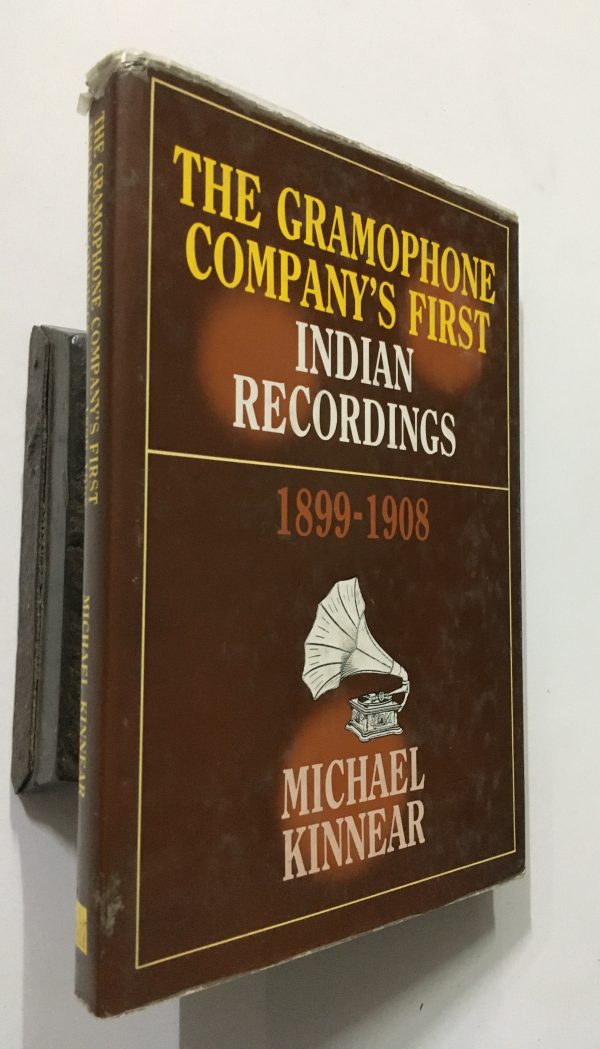 THE GRAMOPHONE
COMPANY'S FIRST
INDIAN
RECORDINGS
1899-1908
MICHAEL
KINNEAR
THE GRAMOPHONE COMPANY'S FIRST
MICHAEL KINNEAR